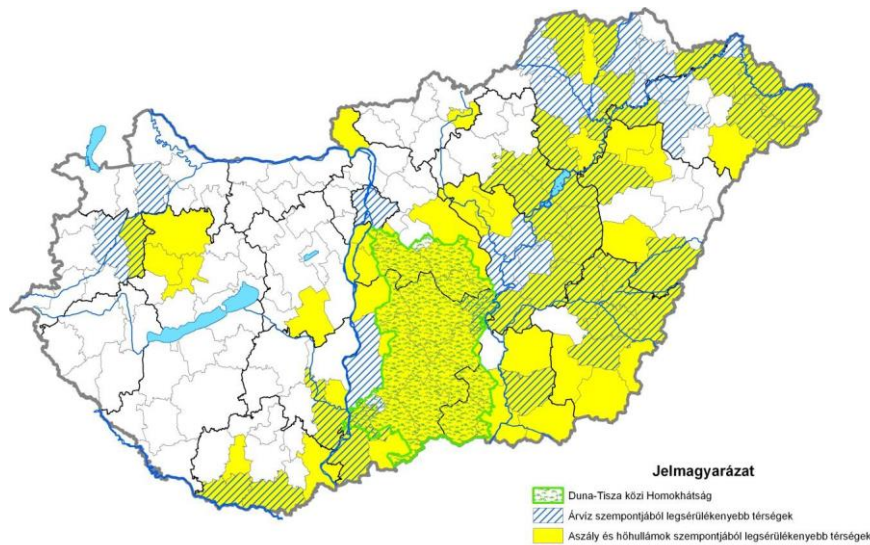 Jelmagyarázat
Duna-Tisza közi Homokhátság
Árvíz szempontjából legsérülékenyebb térségek
Aszály és hőhullámok szempontjából legsérülékenyebb térségek